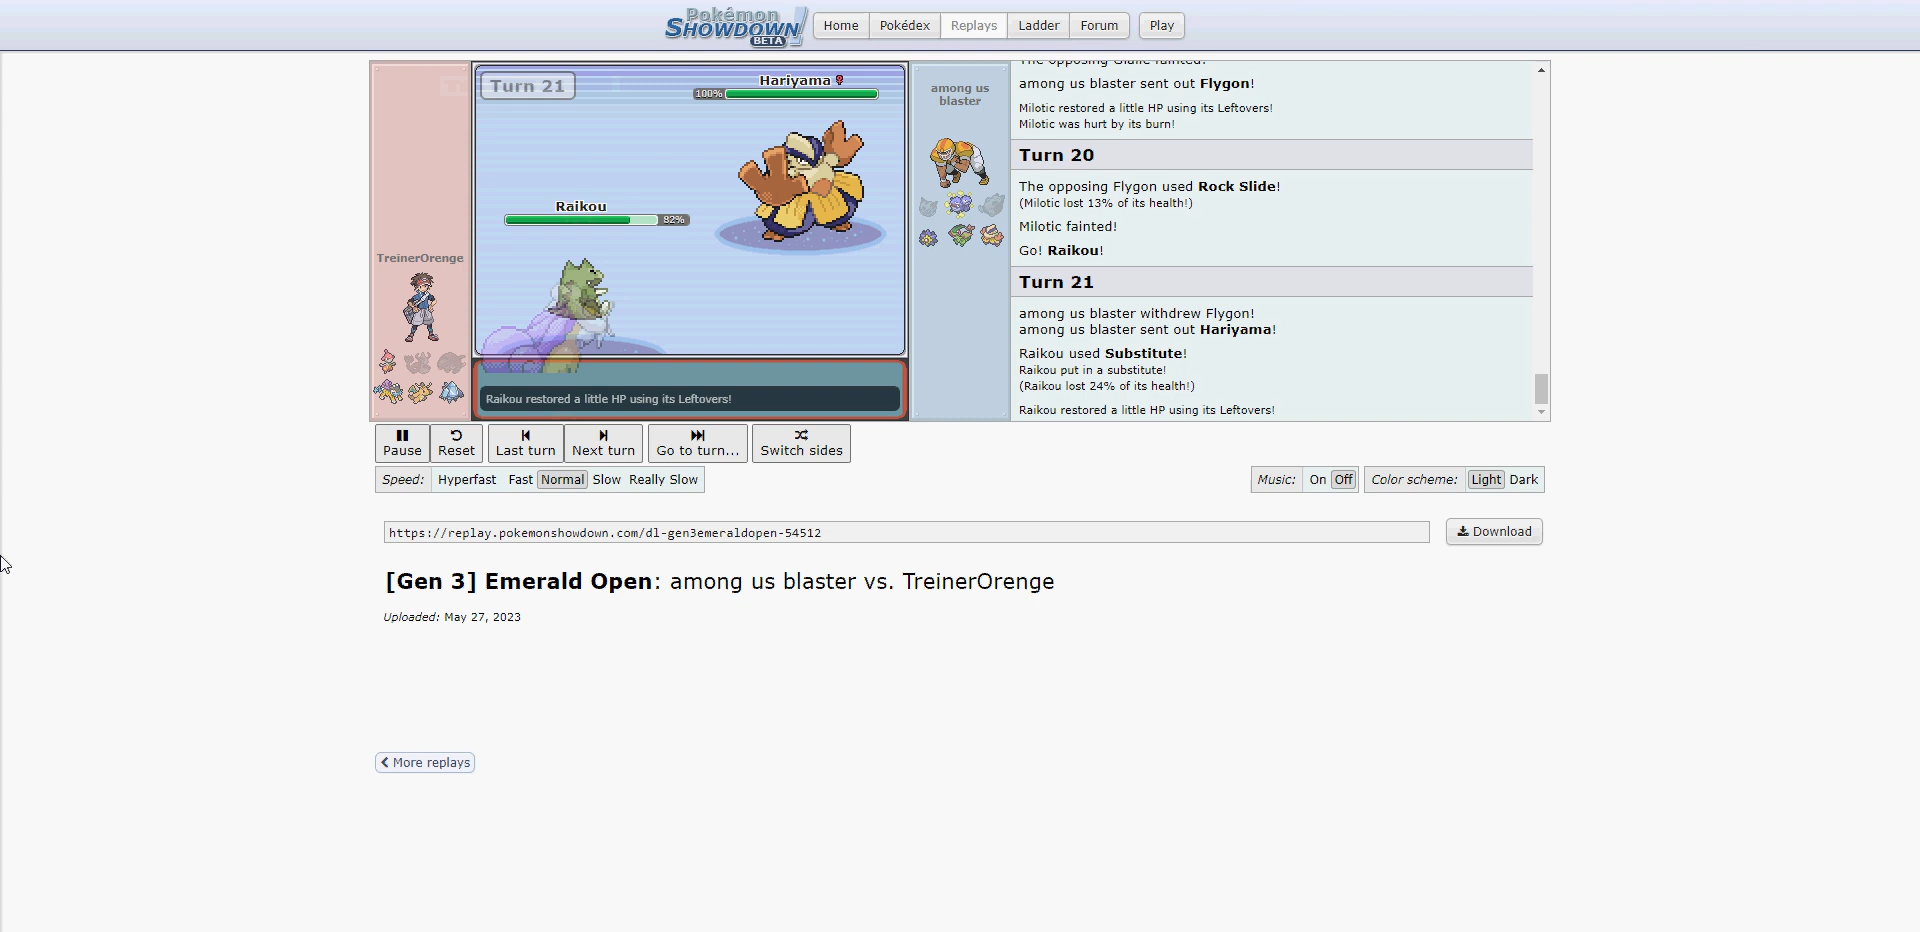 Pokémon
SHOWDOWN!
BETA
Home
Pokédex
Replays
Ladder
Forum
Play
Turn 21
Hariyama
100%
Raikou
82%
TreinerOrenge
Raikou restored a little HP using its Leftovers!
among us
blaster
The opposing Glalie fainted!
among us blaster sent out Flygon!
Milotic restored a little HP using its Leftovers!
Milotic was hurt by its burn!
Turn 20
The opposing Flygon used Rock Slide!
(Milotic lost 13% of its health!)
Milotic fainted!
Go! Raikou!
Turn 21
among us blaster withdrew Flygon!
among us blaster sent out Hariyama!
Raikou used Substitute!
Raikou put in a substitute!
(Raikou lost 24% of its health!)
Raikou restored a little HP using its Leftovers!
Pause
Reset
Last turn
Next turn
Go to turn...
Switch sides
Speed: Hyperfast Fast Normal Slow Really Slow
Music: On Off
Color scheme: Light Dark
https://replay.pokemonshowdown.com/dl-gen3emeraldopen-54512
Download
[Gen 3] Emerald Open: among us blaster vs. TreinerOrenge
Uploaded: May 27, 2023
More replays